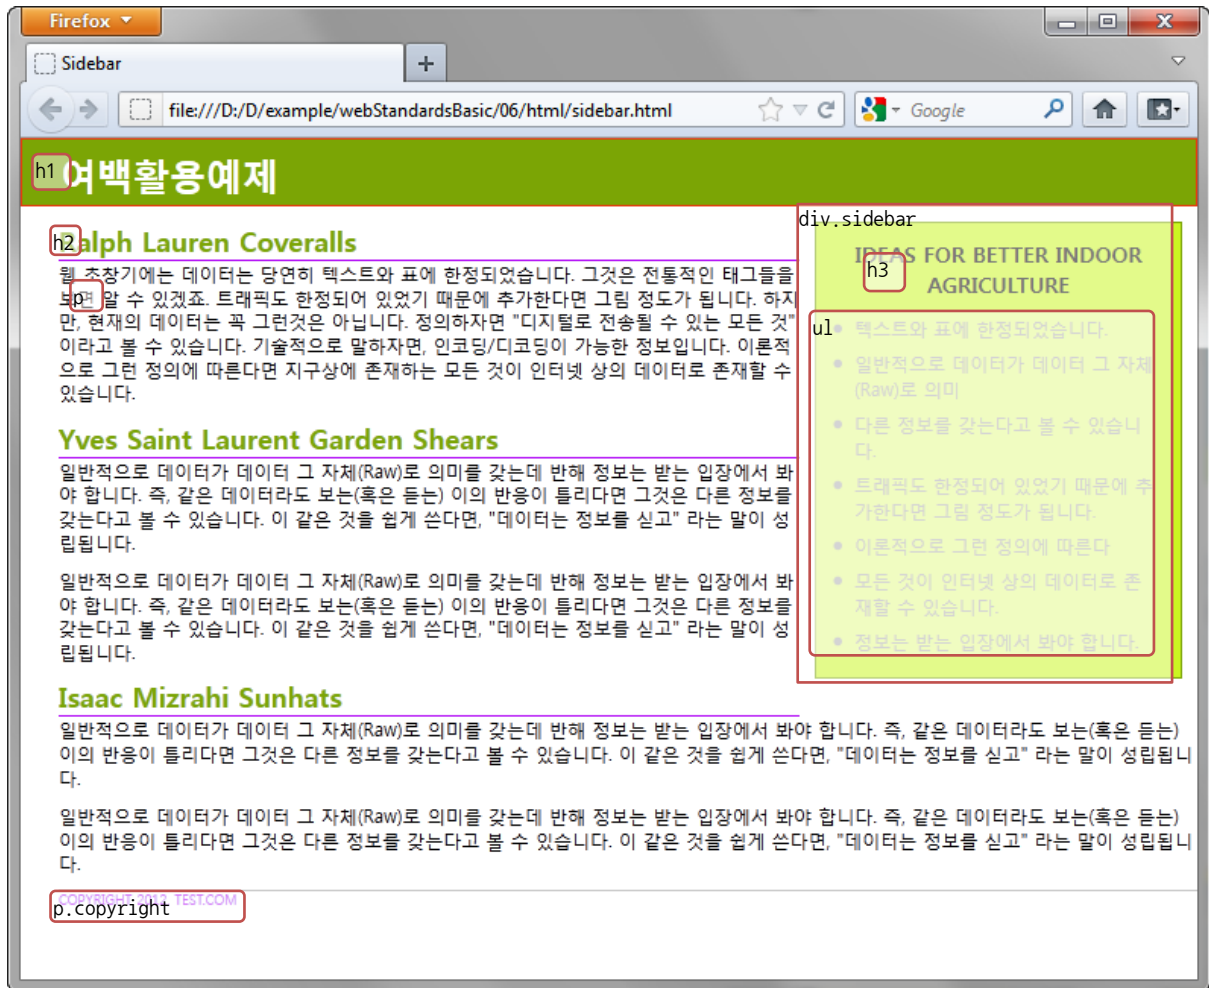 Firefox
Sidebar
file:///D:/D/example/webStandardsBasic/06/html/sidebar.html
Google
h1
여백활용예제
h2
Ralph Lauren Coveralls
웹 초창기에는 데이터는 당연히 텍스트와 표에 한정되었습니다. 그것은 전통적인 태그들을
p
보면 알 수 있겠죠. 트래픽도 한정되어 있었기 때문에 추가한다면 그림 정도가 됩니다. 하지
만, 현재의 데이터는 꼭 그런것은 아닙니다. 정의하자면 "디지털로 전송될 수 있는 모든 것"
이라고 볼 수 있습니다. 기술적으로 말하자면, 인코딩/디코딩이 가능한 정보입니다. 이론적
으로 그런 정의에 따른다면 지구상에 존재하는 모든 것이 인터넷 상의 데이터로 존재할 수
있습니다.
Yves Saint Laurent Garden Shears
일반적으로 데이터가 데이터 그 자체(Raw)로 의미를 갖는데 반해 정보는 받는 입장에서 봐
야 합니다. 즉, 같은 데이터라도 보는(혹은 듣는) 이의 반응이 틀리다면 그것은 다른 정보를
갖는다고 볼 수 있습니다. 이 같은 것을 쉽게 쓴다면, "데이터는 정보를 싣고" 라는 말이 성
립됩니다.
일반적으로 데이터가 데이터 그 자체(Raw)로 의미를 갖는데 반해 정보는 받는 입장에서 봐
야 합니다. 즉, 같은 데이터라도 보는(혹은 듣는) 이의 반응이 틀리다면 그것은 다른 정보를
갖는다고 볼 수 있습니다. 이 같은 것을 쉽게 쓴다면, "데이터는 정보를 싣고" 라는 말이 성
립됩니다.
div.sidebar
IDEAS FOR BETTER INDOOR
h3
AGRICULTURE
ul
• 텍스트와 표에 한정되었습니다.
• 일반적으로 데이터가 데이터 그 자체
(Raw)로 의미
• 다른 정보를 갖는다고 볼 수 있습니
다.
• 트래픽도 한정되어 있었기 때문에 추
가한다면 그림 정도가 됩니다.
• 이론적으로 그런 정의에 따른다
• 모든 것이 인터넷 상의 데이터로 존
재할 수 있습니다.
• 정보는 받는 입장에서 봐야 합니다.
Isaac Mizrahi Sunhats
일반적으로 데이터가 데이터 그 자체(Raw)로 의미를 갖는데 반해 정보는 받는 입장에서 봐야 합니다. 즉, 같은 데이터라도 보는(혹은 듣는)
이의 반응이 틀리다면 그것은 다른 정보를 갖는다고 볼 수 있습니다. 이 같은 것을 쉽게 쓴다면, "데이터는 정보를 싣고" 라는 말이 성립됩니
다.
일반적으로 데이터가 데이터 그 자체(Raw)로 의미를 갖는데 반해 정보는 받는 입장에서 봐야 합니다. 즉, 같은 데이터라도 보는(혹은 듣는)
이의 반응이 틀리다면 그것은 다른 정보를 갖는다고 볼 수 있습니다. 이 같은 것을 쉽게 쓴다면, "데이터는 정보를 싣고" 라는 말이 성립됩니
다.
COPYRIGHT 2012. TEST.COM
p.copyright